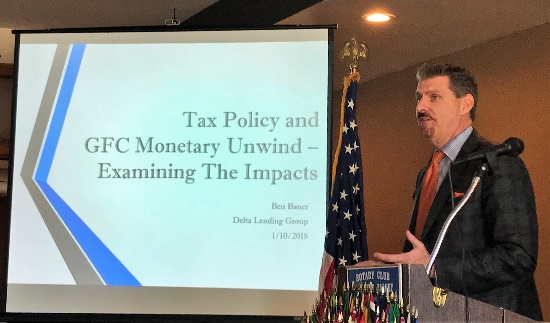 Tax Policy and
GFC Monetary Unwind –
Examining The Impacts
Ben Bauer
Delta Lending Group
1/10/2018
ROTARY CLUB